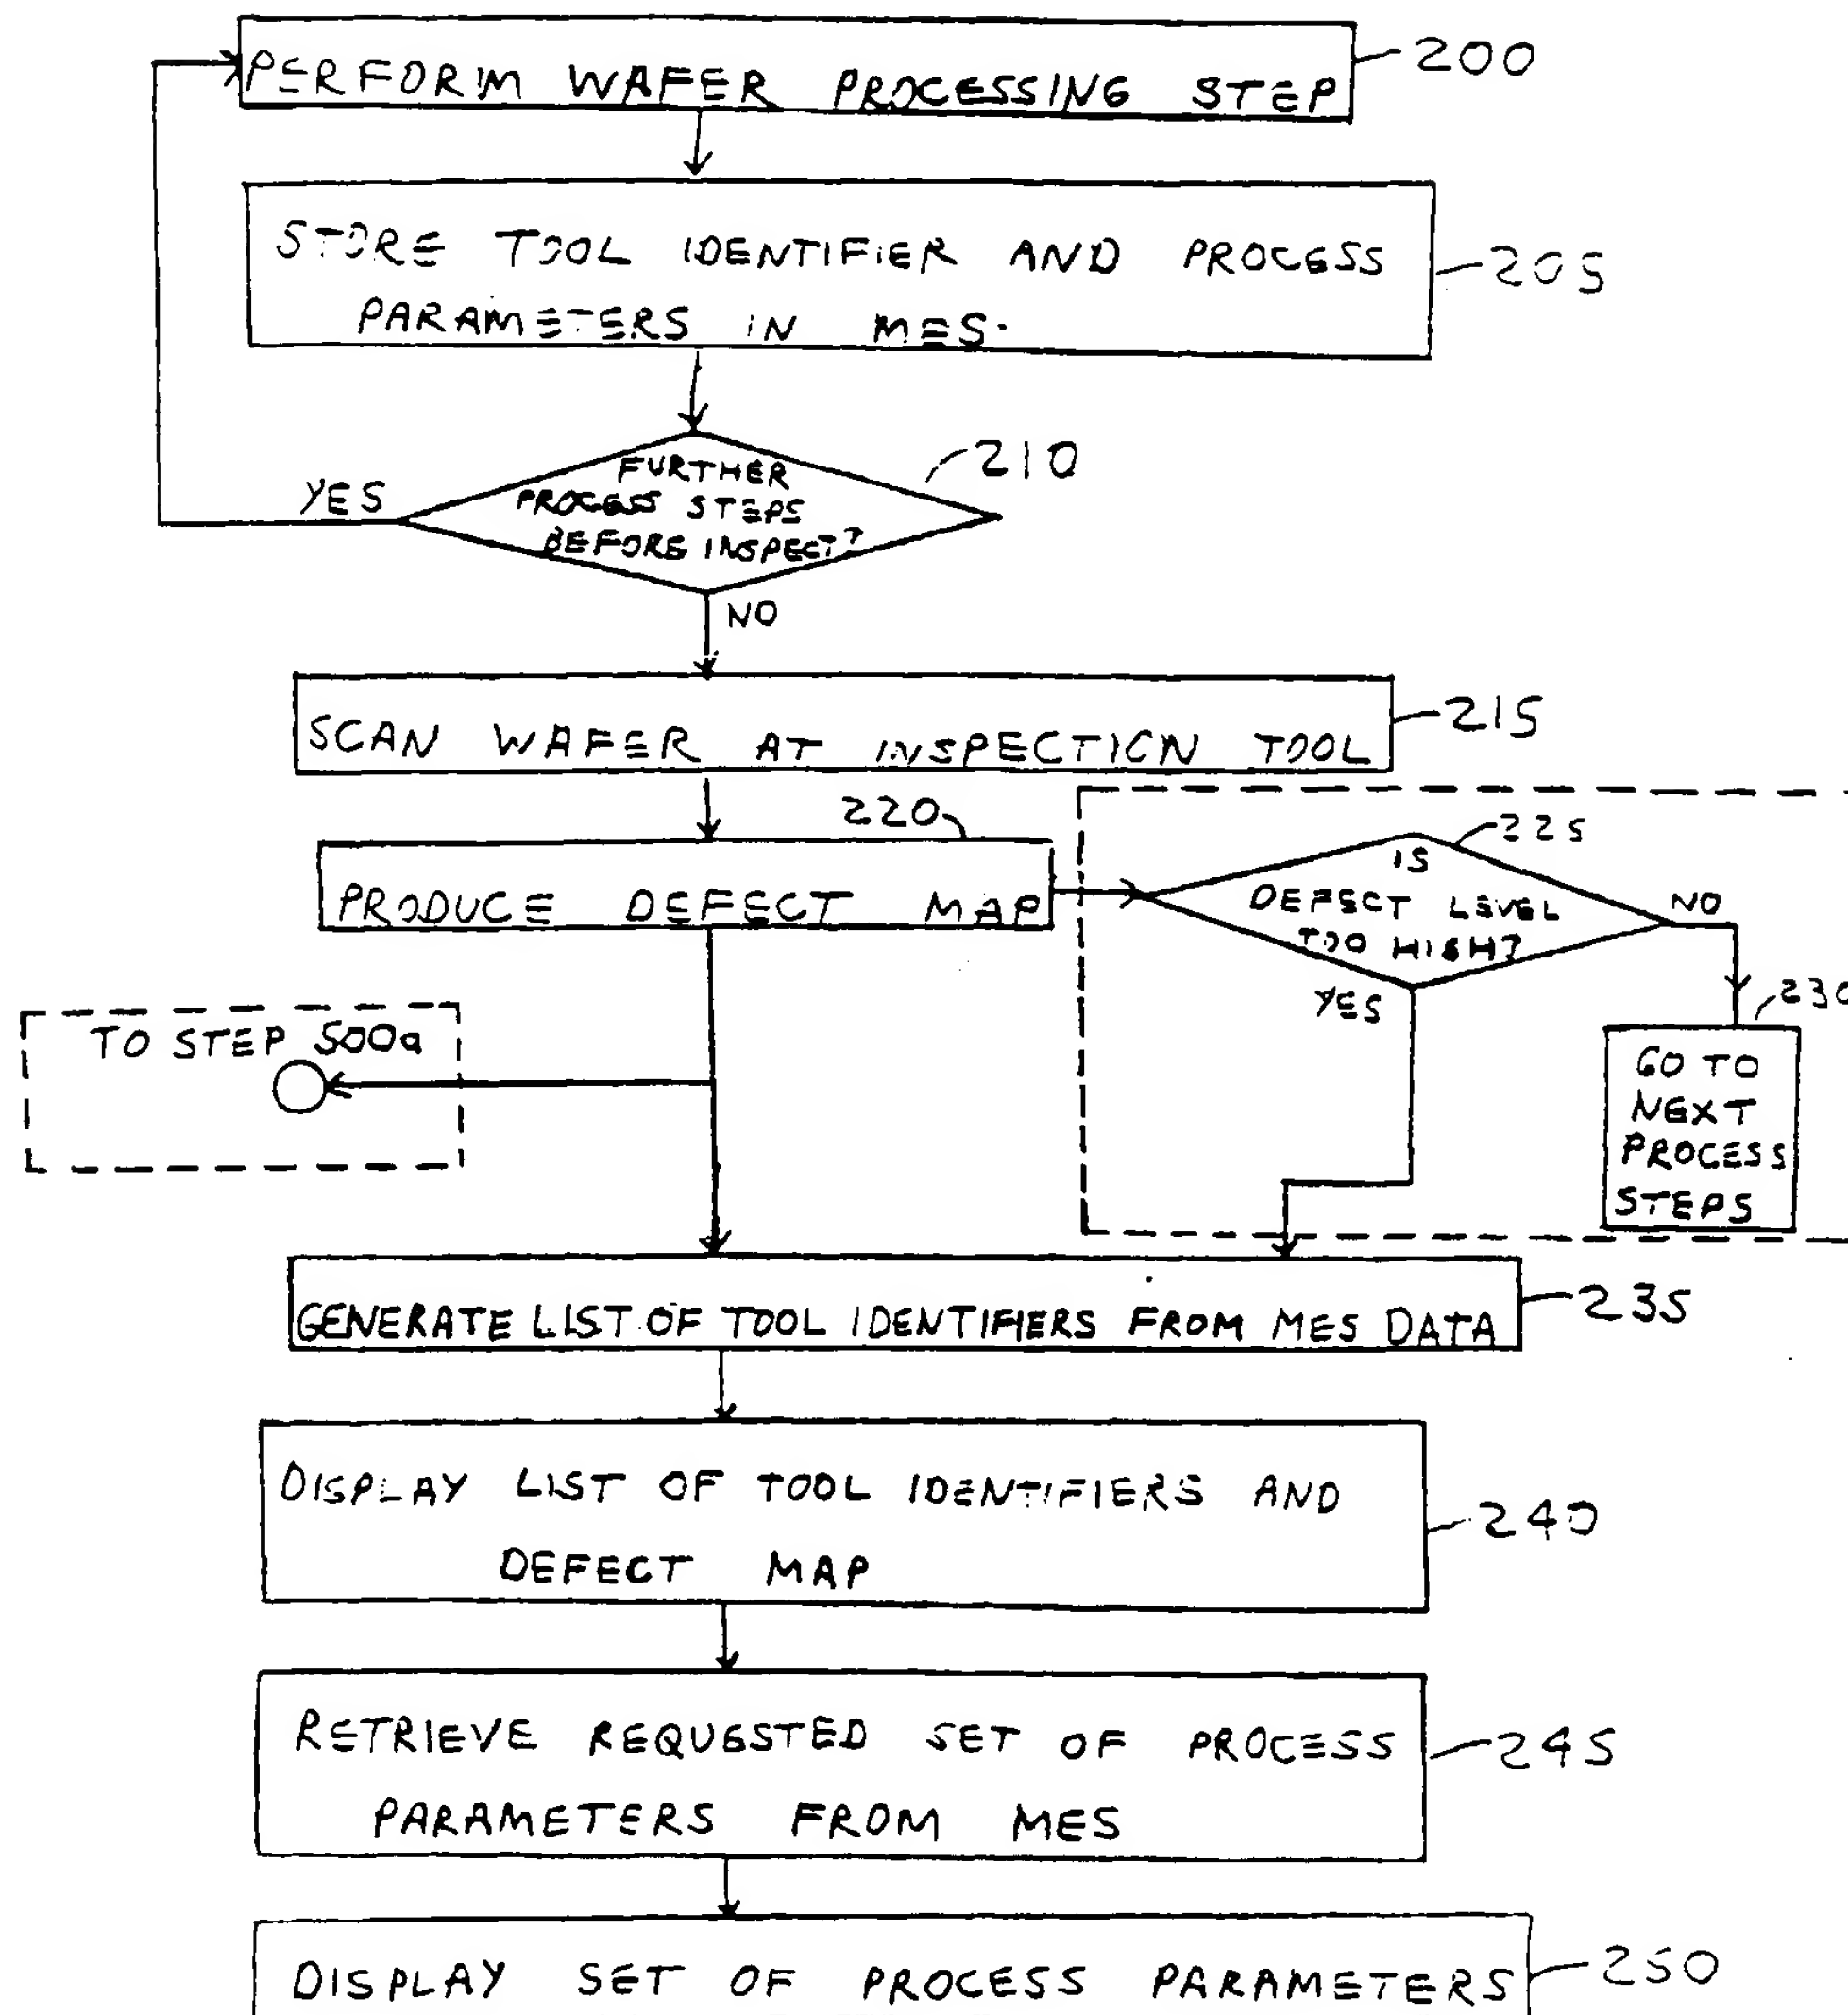 PERFORM WAFER PROCESSING STEP
200
STORE TOOL IDENTIFIER AND PROCESS
PARAMETERS IN MES.
205
210
FURTHER
PROCESS STEPS
BEFORE INSPECT?
YES
NO
SCAN WAFER AT INSPECTION TOOL
215
220
PRODUCE DEFECT MAP
225
IS
DEFECT LEVEL
TOO HIGH?
NO
YES
230
GO TO
NEXT
PROCESS
STEPS
TO STEP 500a
GENERATE LIST OF TOOL IDENTIFIERS FROM MES DATA
235
DISPLAY LIST OF TOOL IDENTIFIERS AND
DEFECT MAP
240
RETRIEVE REQUESTED SET OF PROCESS
PARAMETERS FROM MES
245
DISPLAY SET OF PROCESS PARAMETERS
250